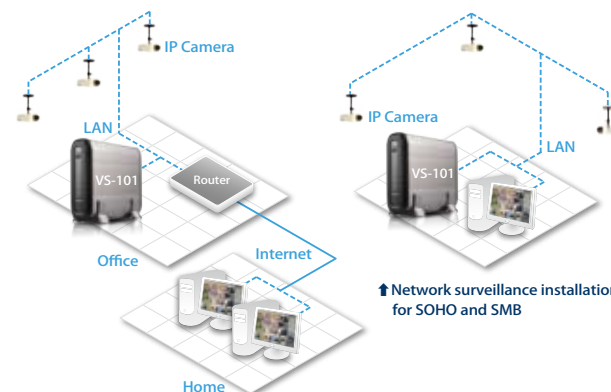 IP Camera
LAN
VS-101
Router
Office
Internet
Home
IP Camera
LAN
VS-101
Network surveillance installation
for SOHO and SMB